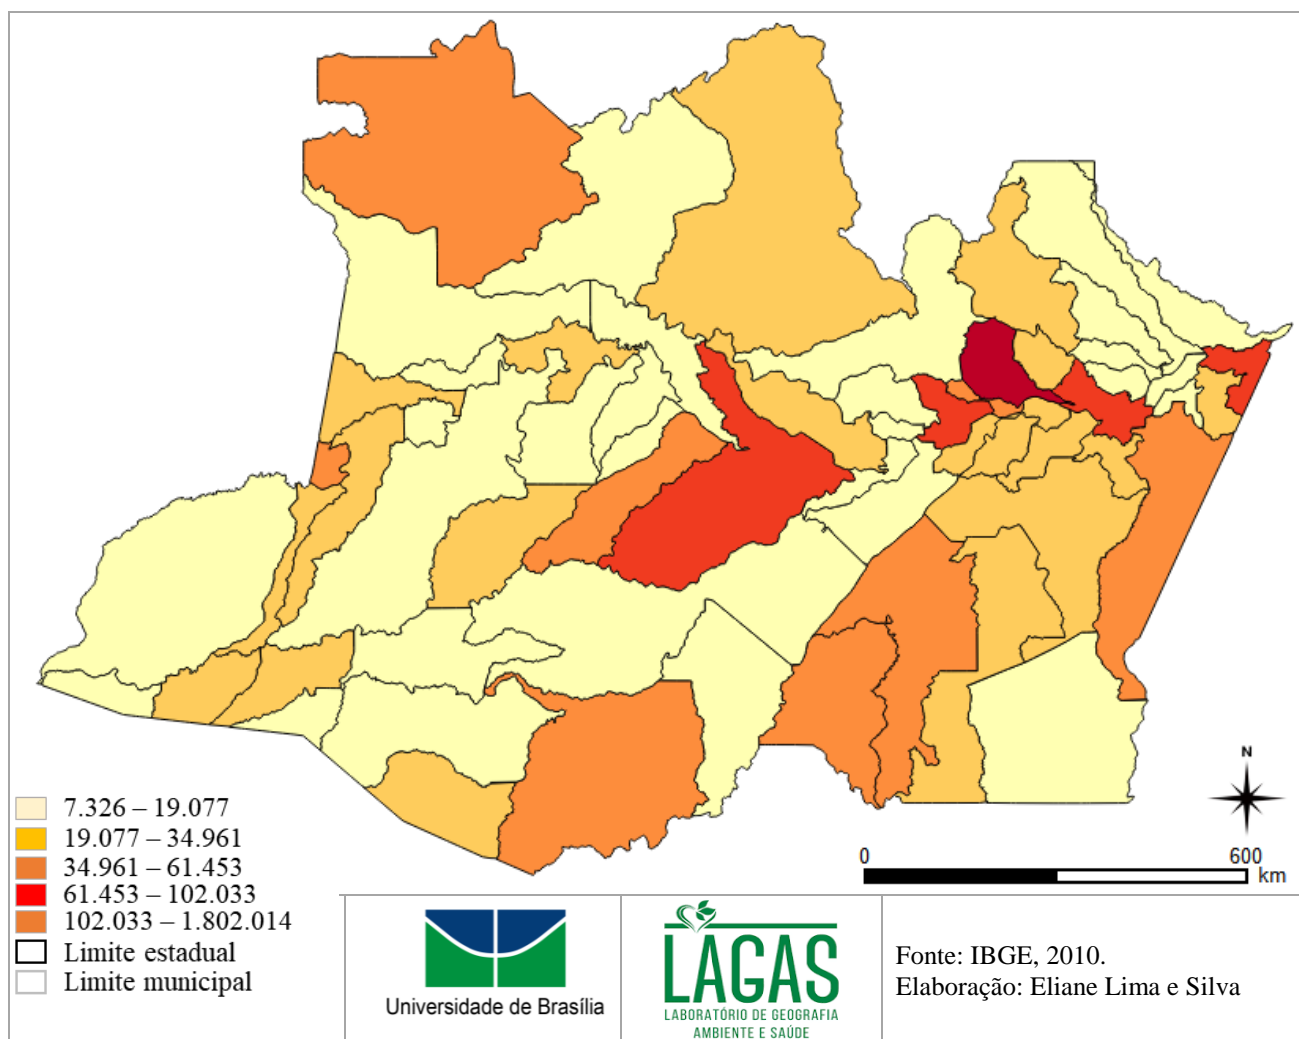 N
0 600
km
7.326 – 19.077
19.077 – 34.961
34.961 – 61.453
61.453 – 102.033
102.033 – 1.802.014
Limite estadual
Limite municipal
Universidade de Brasília
LAGAS
LABORATÓRIO DE GEOGRAFIA
AMBIENTE E SAÚDE
Fonte: IBGE, 2010.
Elaboração: Eliane Lima e Silva